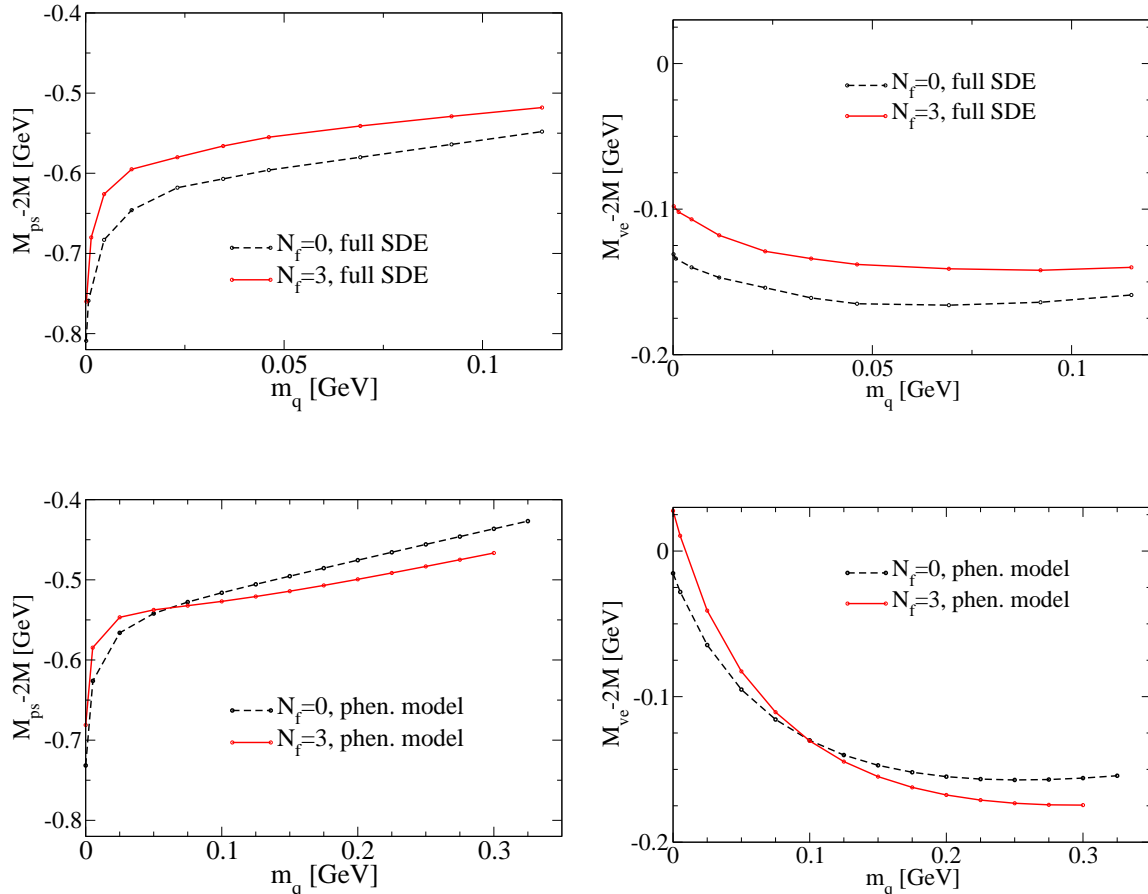 -0.4
-0.5
-0.6
-0.7
-0.8
M_ps-2M [GeV]
N_f=0, full SDE
N_f=3, full SDE
0
0.05
0.1
m_q [GeV]
0
-0.1
-0.2
M_ve-2M [GeV]
N_f=0, full SDE
N_f=3, full SDE
0
0.05
0.1
m_q [GeV]
-0.4
-0.5
-0.6
-0.7
-0.8
M_ps-2M [GeV]
N_f=0, phen. model
N_f=3, phen. model
0
0.1
0.2
0.3
m_q [GeV]
0
-0.1
-0.2
M_ve-2M [GeV]
N_f=0, phen. model
N_f=3, phen. model
0
0.1
0.2
0.3
m_q [GeV]